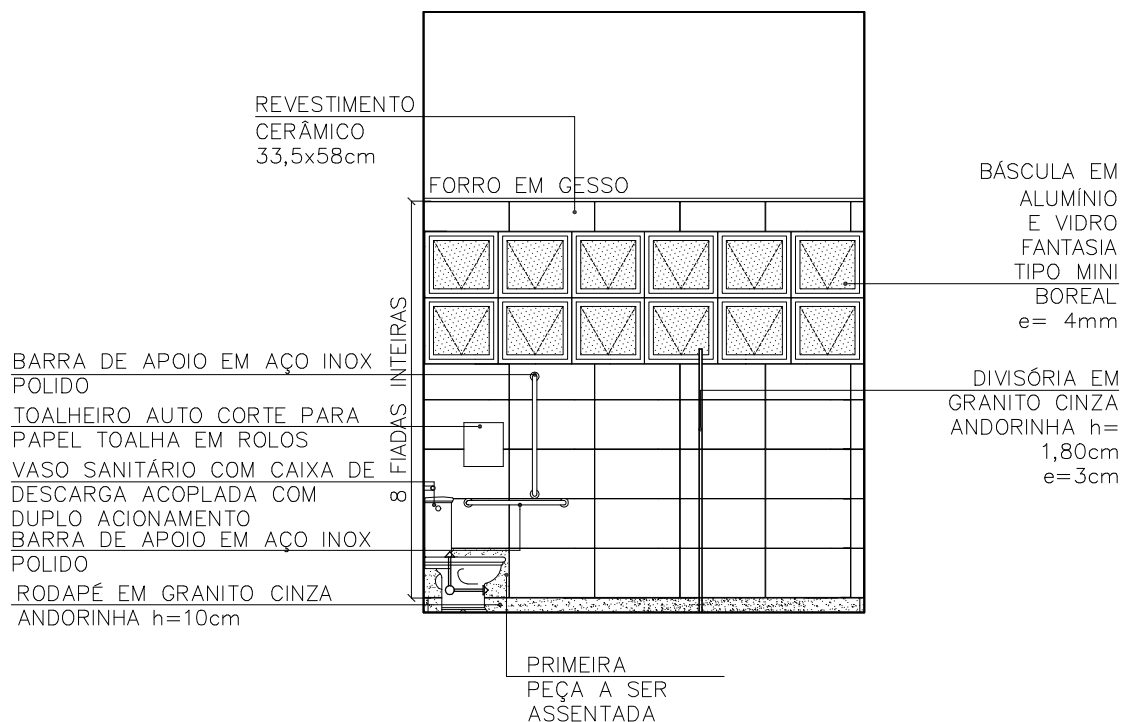 REVESTIMENTO
CERÂMICO
33,5x58cm
FORRO EM GESSO
BÁSCULA EM
ALUMÍNIO
E VIDRO
FANTASIA
TIPO MINI
BOREAL
e= 4mm
8 FIADAS INTEIRAS
BARRA DE APOIO EM AÇO INOX
POLIDO
TOALHEIRO AUTO CORTE PARA
PAPEL TOALHA EM ROLOS
VASO SANITÁRIO COM CAIXA DE
DESCARGA ACOPLADA COM
DUPLO ACIONAMENTO
BARRA DE APOIO EM AÇO INOX
POLIDO
RODAPÉ EM GRANITO CINZA
ANDORINHA h=10cm
DIVISÓRIA EM
GRANITO CINZA
ANDORINHA h=
1,80cm
e=3cm
PRIMEIRA
PEÇA A SER
ASSENTADA